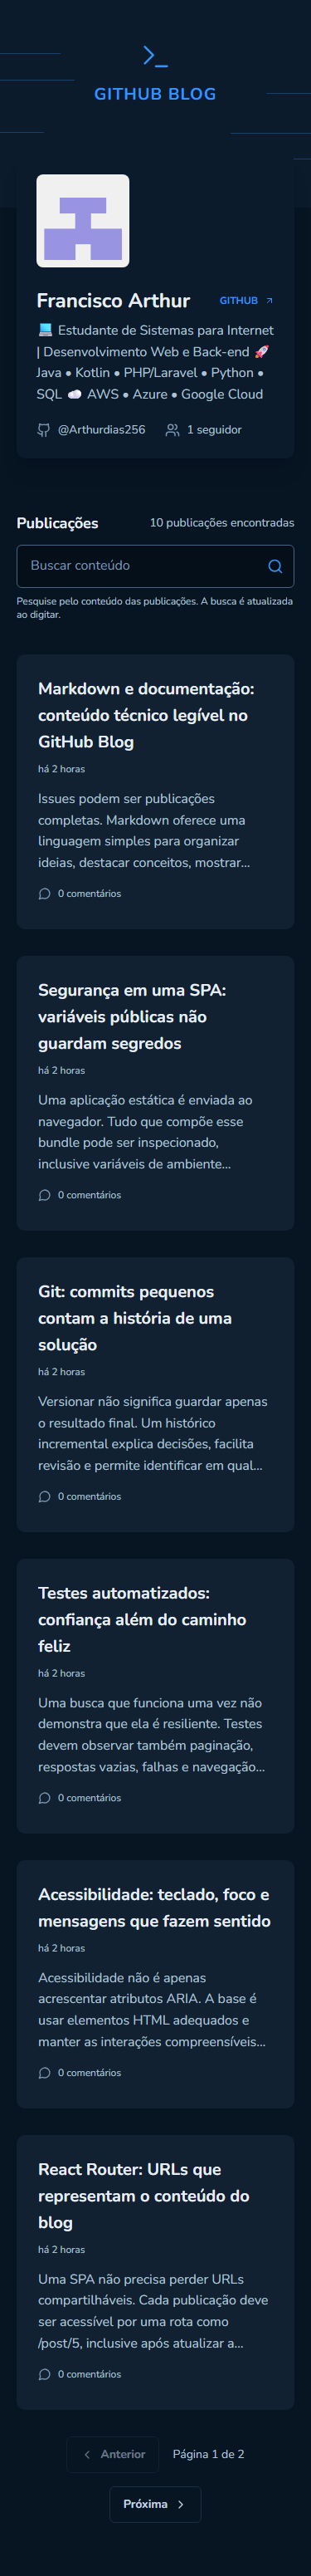 GITHUB BLOG
Francisco Arthur
GITHUB
💻 Estudante de Sistemas para Internet
| Desenvolvimento Web e Back-end 🚀
Java • Kotlin • PHP/Laravel • Python •
SQL ☁️ AWS • Azure • Google Cloud
@Arthurdias256
1 seguidor
Publicações
10 publicações encontradas
Buscar conteúdo
Pesquise pelo conteúdo das publicações. A busca é atualizada
ao digitar.
Markdown e documentação:
conteúdo técnico legível no
GitHub Blog
há 2 horas
Issues podem ser publicações
completas. Markdown oferece uma
linguagem simples para organizar
ideias, destacar conceitos, mostrar...
0 comentários
Segurança em uma SPA:
variáveis públicas não
guardam segredos
há 2 horas
Uma aplicação estática é enviada ao
navegador. Tudo que compõe esse
bundle pode ser inspecionado,
inclusive variáveis de ambiente...
0 comentários
Git: commits pequenos
contam a história de uma
solução
há 2 horas
Versionar não significa guardar apenas
o resultado final. Um histórico
incremental explica decisões, facilita
revisão e permite identificar em qual...
0 comentários
Testes automatizados:
confiança além do caminho
feliz
há 2 horas
Uma busca que funciona uma vez não
demonstra que ela é resiliente. Testes
devem observar também paginação,
respostas vazias, falhas e navegação...
0 comentários
Acessibilidade: teclado, foco e
mensagens que fazem sentido
há 2 horas
Acessibilidade não é apenas
acrescentar atributos ARIA. A base é
usar elementos HTML adequados e
manter as interações compreensíveis...
0 comentários
React Router: URLs que
representam o conteúdo do
blog
há 2 horas
Uma SPA não precisa perder URLs
compartilháveis. Cada publicação deve
ser acessível por uma rota como
/post/5, inclusive após atualizar a...
0 comentários
Anterior
Página 1 de 2
Próxima